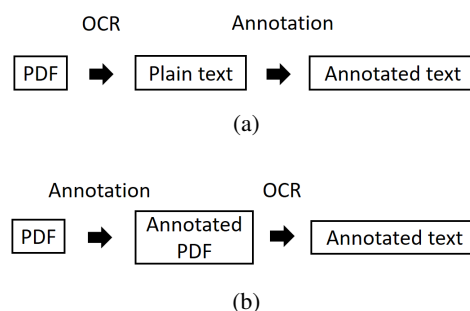 OCR Annotation
PDF Plain text Annotated text
(a)
Annotation OCR
PDF Annotated PDF Annotated text
(b)